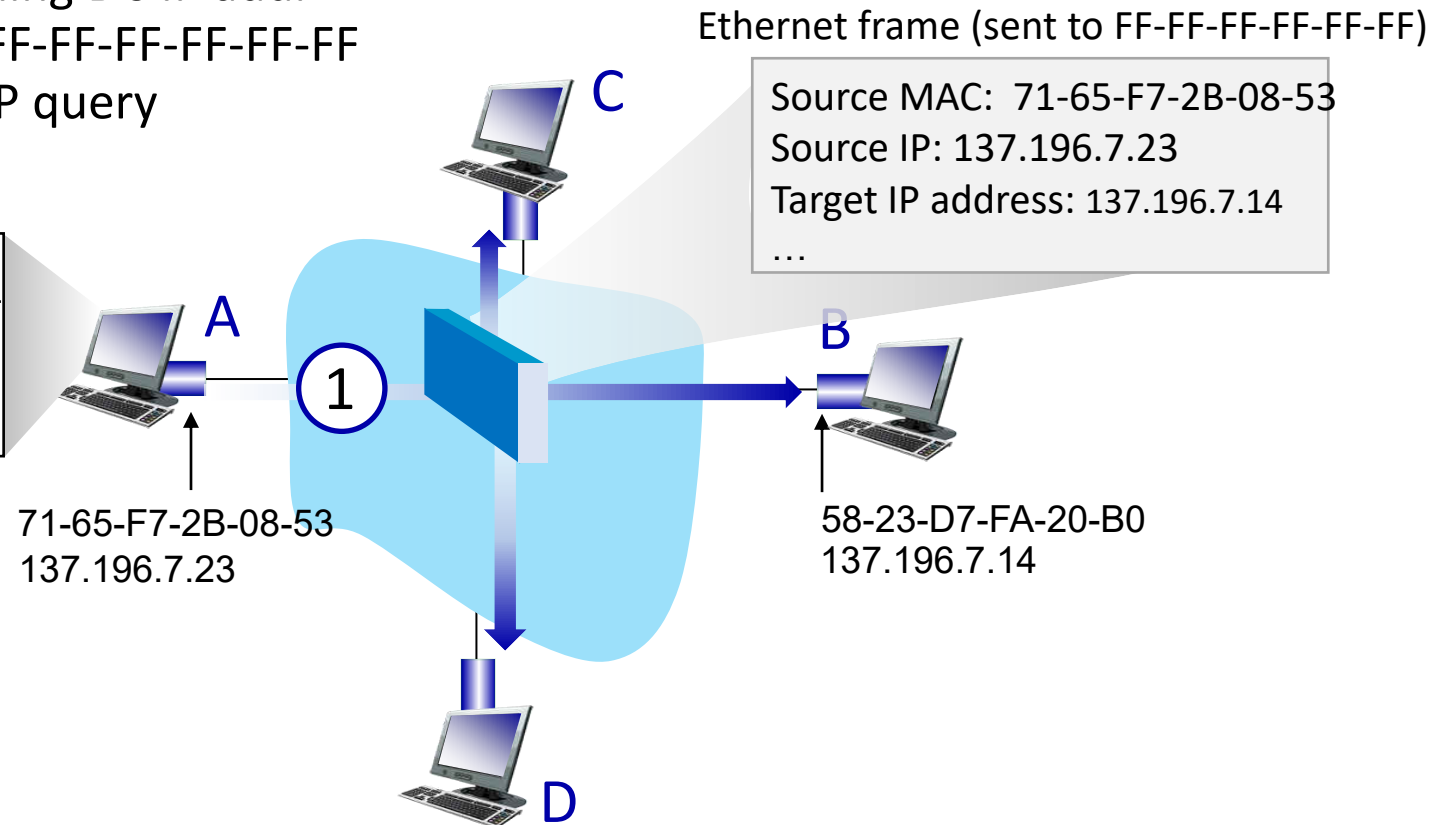 FF-FF-FF-FF-FF-FF
query
Ethernet frame (sent to FF-FF-FF-FF-FF-FF)
Source MAC: 71-65-F7-2B-08-53
Source IP: 137.196.7.23
Target IP address: 137.196.7.14
…
C
A
B
1
71-65-F7-2B-08-53
137.196.7.23
58-23-D7-FA-20-B0
137.196.7.14
D